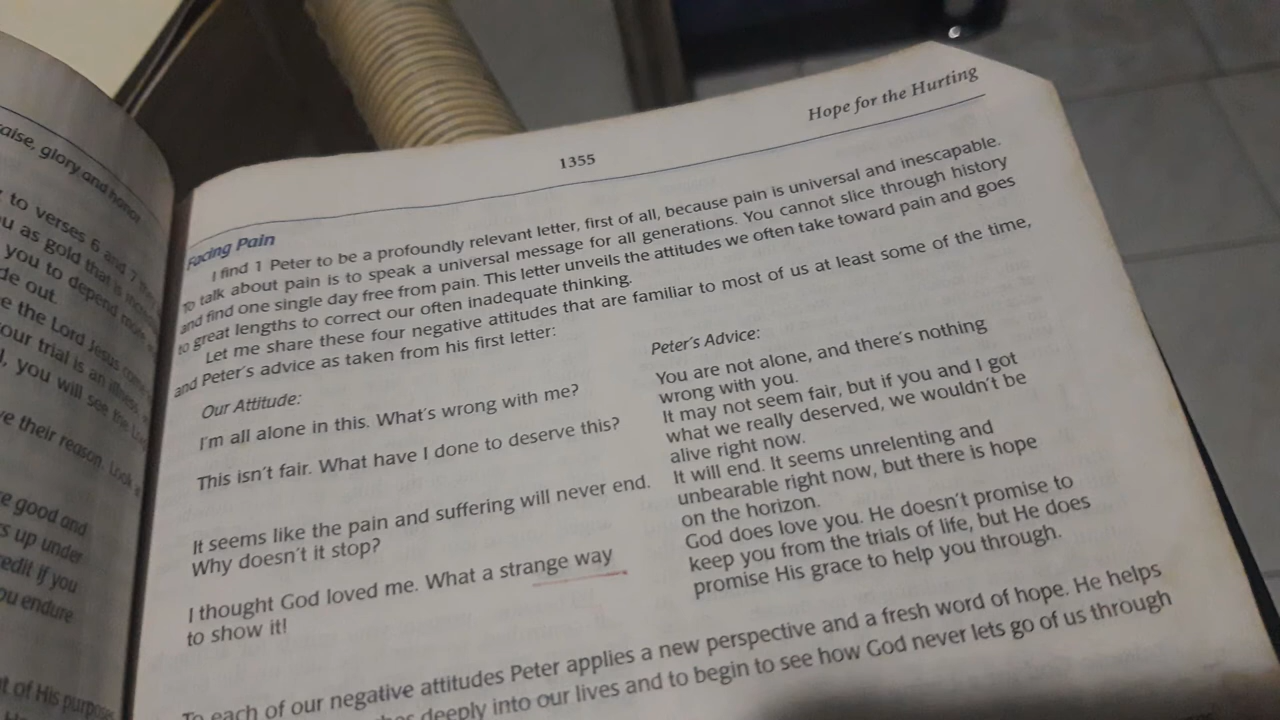 aise, glory and honor
to verses 6 and 7
u as gold that is
you to depend more
de out.
e the Lord Jesus
our trial is an illness
, you will see the
ve their reason. Look
e good and
s up under
edit if you
ou endure
t of His purposes
1355
Hope for the Hurting
Facing Pain
I find 1 Peter to be a profoundly relevant letter, first of all, because pain is universal and inescapable.
To talk about pain is to speak a universal message for all generations. You cannot slice through history
and find one single day free from pain. This letter unveils the attitudes we often take toward pain and goes
to great lengths to correct our often inadequate thinking.
Let me share these four negative attitudes that are familiar to most of us at least some of the time,
and Peter's advice as taken from his first letter:
Our Attitude:
I'm all alone in this. What's wrong with me?
This isn't fair. What have I done to deserve this?
It seems like the pain and suffering will never end.
Why doesn't it stop?
I thought God loved me. What a strange way
to show it!
Peter's Advice:
You are not alone, and there's nothing
wrong with you.
It may not seem fair, but if you and I got
what we really deserved, we wouldn't be
alive right now.
It will end. It seems unrelenting and
unbearable right now, but there is hope
on the horizon.
God does love you. He doesn't promise to
keep you from the trials of life, but He does
promise His grace to help you through.
To each of our negative attitudes Peter applies a new perspective and a fresh word of hope. He helps
deeply into our lives and to begin to see how God never lets go of us through